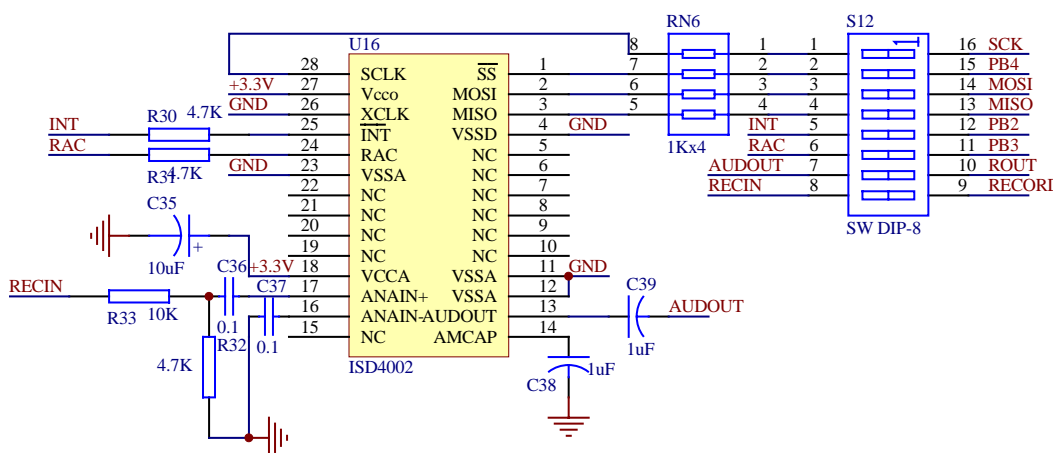 RN6
S12
U16
8 1 1 16 SCK
28 SCLK SS 1 7 2 2 15 PB4
+3.3V 27 Vcco MOSI 2 6 3 3 14 MOSI
GND 26 XCLK MISO 3 5 4 4 13 MISO
INT R30 4.7K 25 INT VSSD 4 GND 1Kx4 INT 5 12 PB2
RAC R31 4.7K 24 RAC NC 5 RAC 6 11 PB3
GND 23 VSSA NC 6 AUDOUT 7 10 ROUT
22 NC NC 7 RECIN 8 9 RECORD
21 NC NC 8
SW DIP-8
20 NC NC 9
19 NC NC 10
C35
10uF
+3.3V 18 VCCA VSSA 11 GND
RECIN R33 10K C36 0.1 17 ANAIN+ VSSA 12
C37 0.1 16 ANAIN- AUDOUT 13 C39 1uF AUDOUT
15 NC AMCAP 14
R32 4.7K
ISD4002
C38 1uF
+